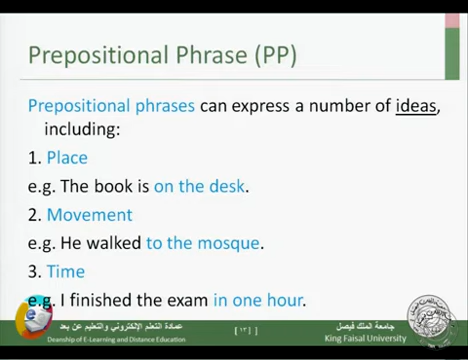 Prepositional Phrase (PP)
Prepositional phrases can express a number of ideas,
including:
1. Place
e.g. The book is on the desk.
2. Movement
e.g. He walked to the mosque.
3. Time
e.g. I finished the exam in one hour.
عمادة التعلم الإلكتروني والتعليم عن بعد
Deanship of E-Learning and Distance Education
[ ١٣ ]
جامعة الملك فيصل
King Faisal University